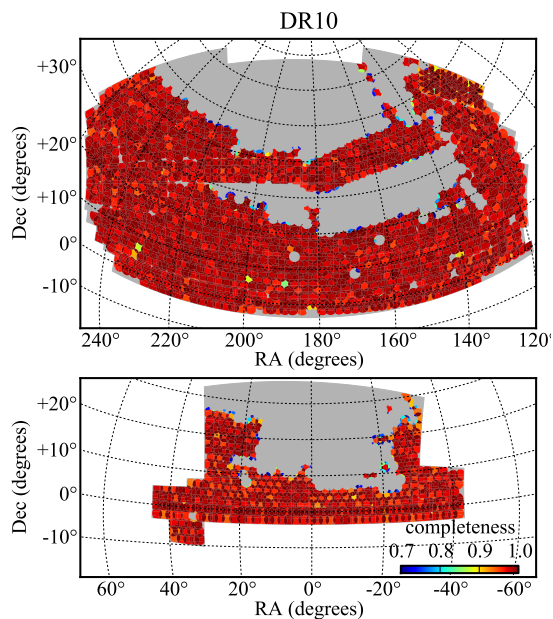 DR10
+30°
+20°
+10°
0°
-10°
Dec (degrees)
240° 220° 200° 180° 160° 140° 120°
RA (degrees)
+20°
+10°
0°
-10°
Dec (degrees)
completeness
0.7 0.8 0.9 1.0
60° 40° 20° 0° -20° -40° -60°
RA (degrees)